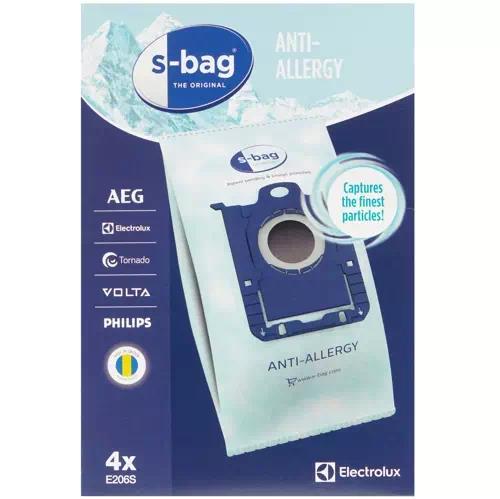 s-bag®
THE ORIGINAL
ANTI-
ALLERGY
s-bag
AEG
Electrolux
Tornado
VOLTA
PHILIPS
Captures
the finest
particles!
ANTI-ALLERGY
www.s-bag.com
4x
E206S
Electrolux